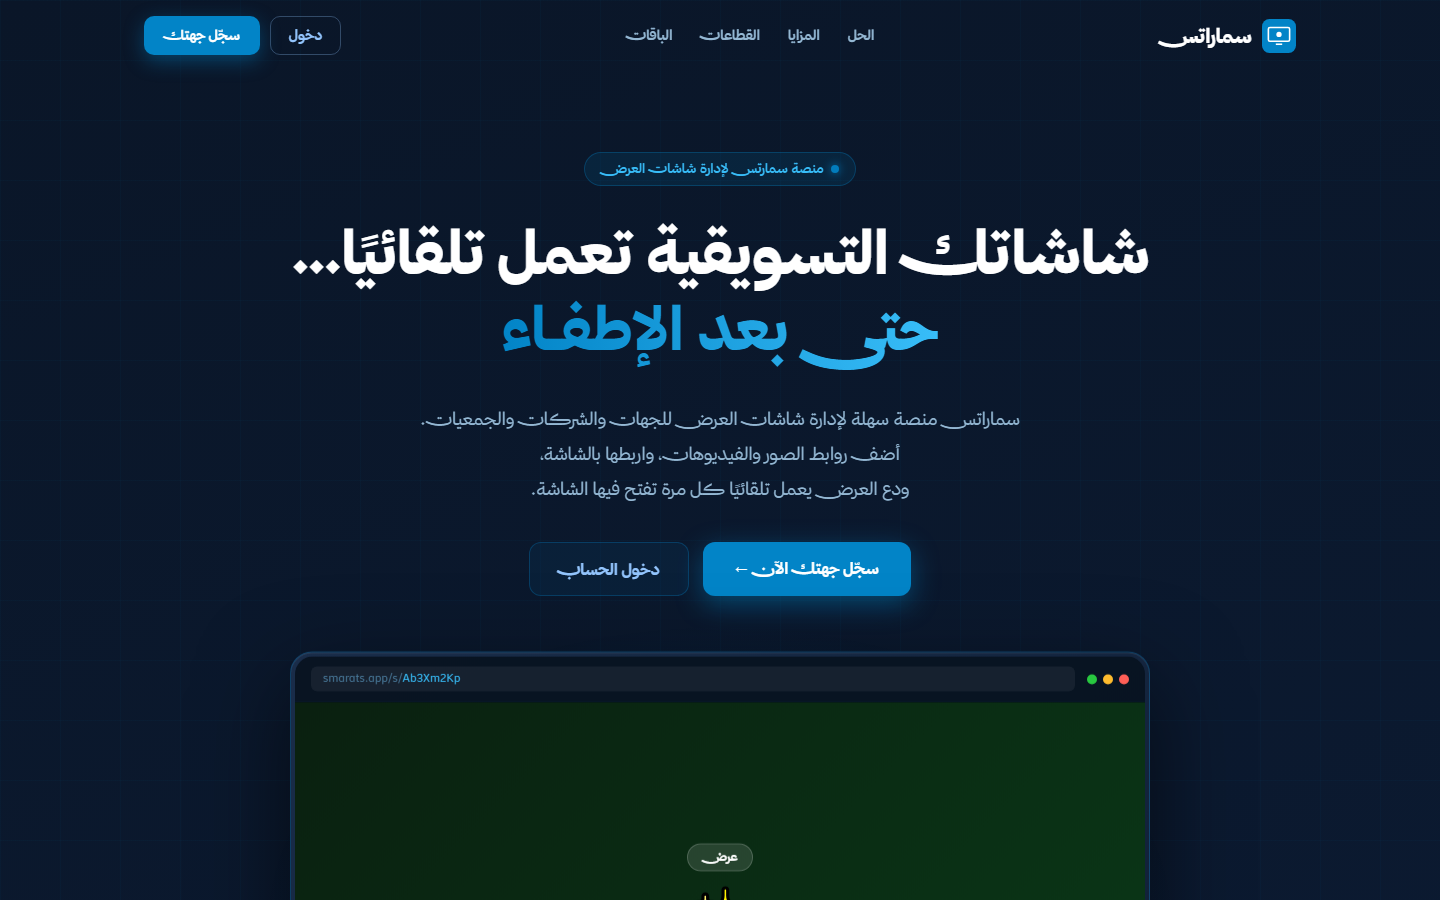 سماراتس
الحل
المزايا
القطاعات
الباقات
دخول
سجّل جهتك
منصة سمارتس لإدارة شاشات العرض
شاشاتك التسويقية تعمل تلقائيًا...
حتى بعد الإطفاء
سماراتس منصة سهلة لإدارة شاشات العرض للجهات والشركات والجمعيات.
أضف روابط الصور والفيديوهات، واربطها بالشاشة،
ودع العرض يعمل تلقائيًا كل مرة تفتح فيها الشاشة.
سجّل جهتك الآن ←
دخول الحساب
smarats.app/s/Ab3Xm2Kp
عرض